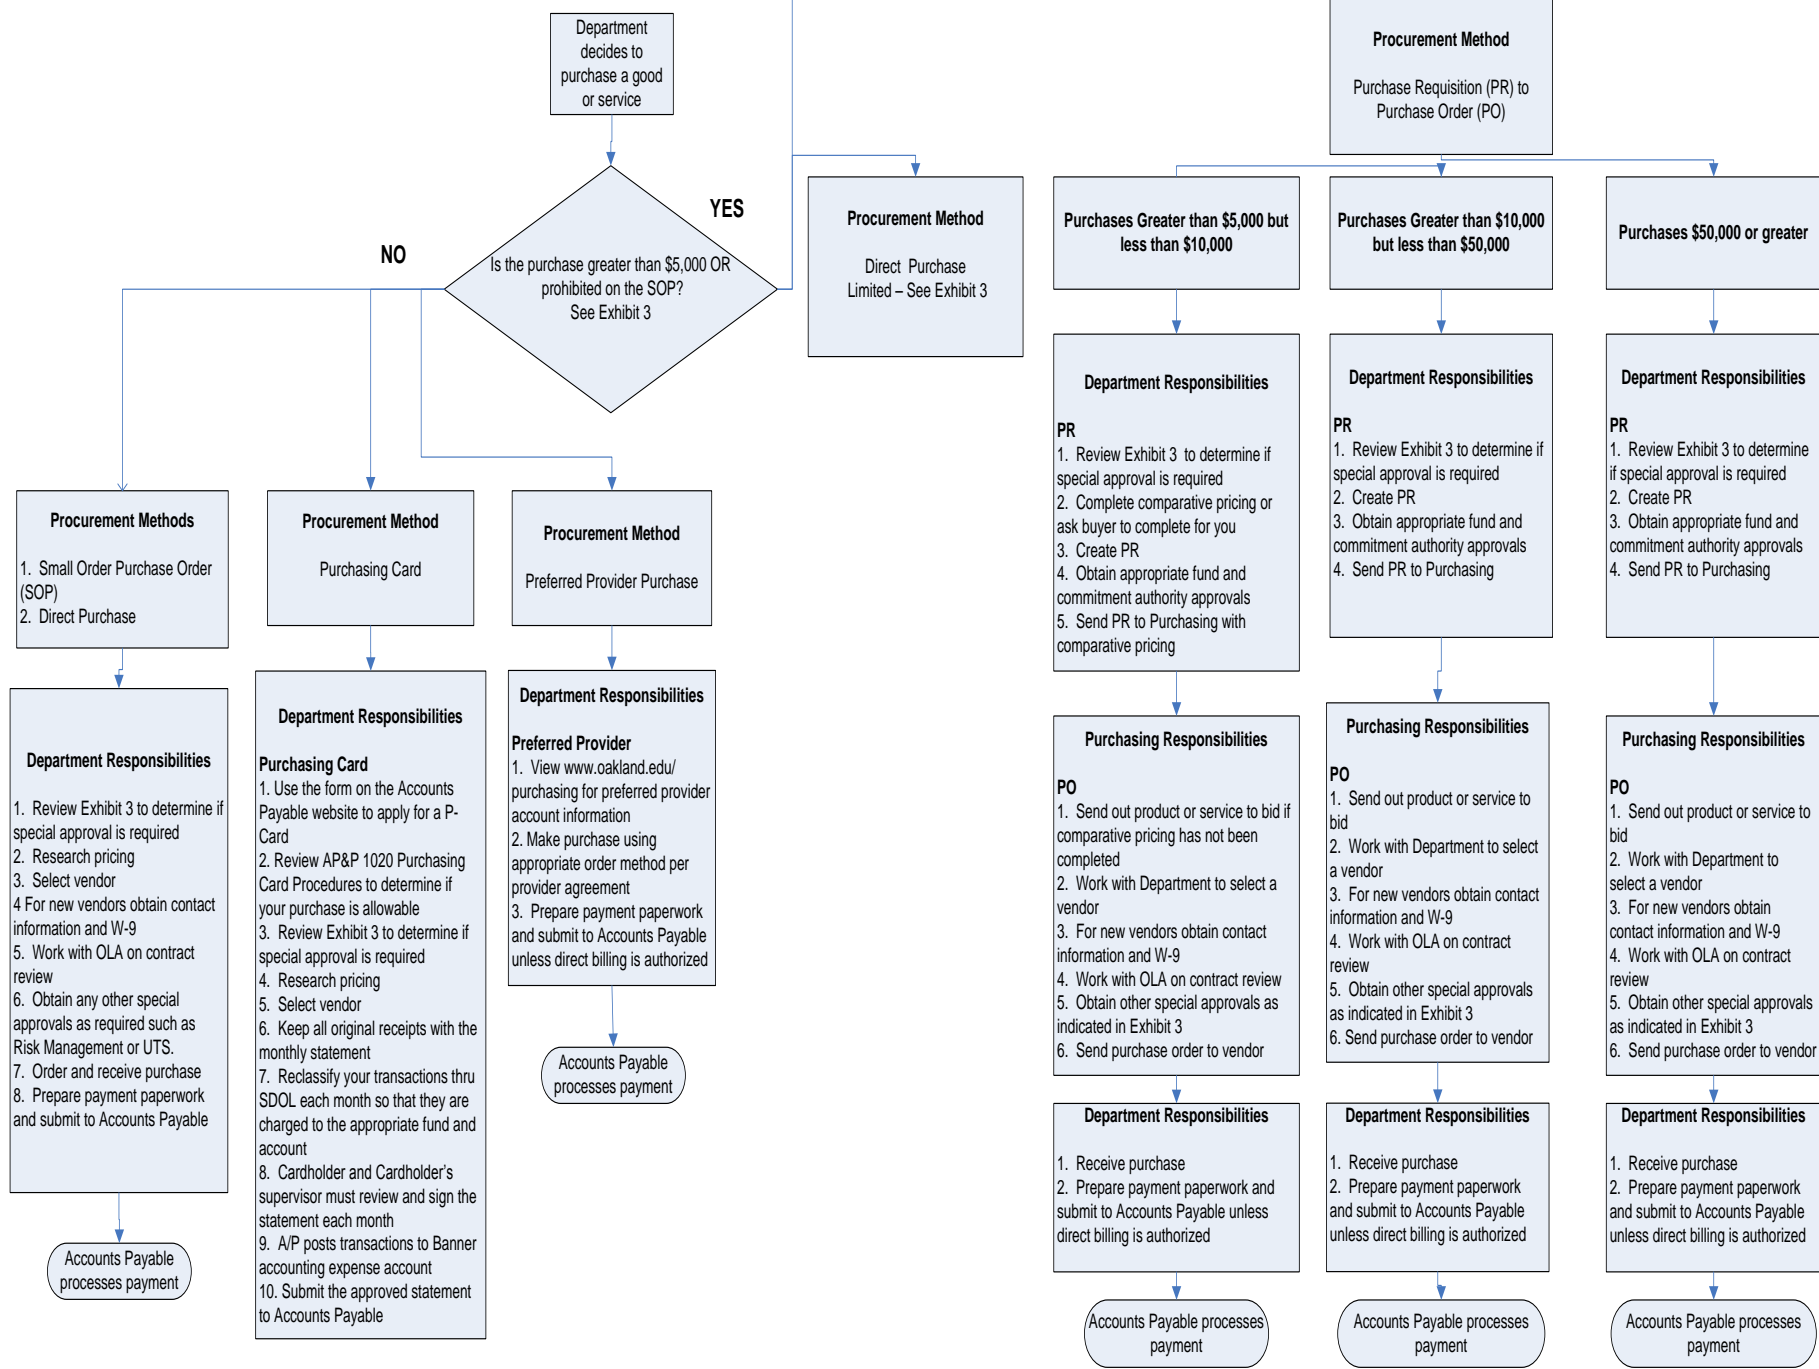 Department
decides to
purchase a good
or service
Is the purchase greater than $5,000 OR
prohibited on the SOP?
See Exhibit 3
NO
YES
Procurement Methods
1.  Small Order Purchase Order
(SOP)
2.  Direct Purchase
Department Responsibilities
1.  Review Exhibit 3 to determine if
special approval is required
2.  Research pricing
3.  Select vendor
4 For new vendors obtain contact
information and W-9
5.  Work with OLA on contract
review
6.  Obtain any other special
approvals as required such as
Risk Management or UTS.
7.  Order and receive purchase
8.  Prepare payment paperwork
and submit to Accounts Payable
Accounts Payable
processes payment
Procurement Method
Purchasing Card
Department Responsibilities
Purchasing Card
1. Use the form on the Accounts
Payable website to apply for a P-
Card
2. Review AP&P 1020 Purchasing
Card Procedures to determine if
your purchase is allowable
3.  Review Exhibit 3 to determine if
special approval is required
4.  Research pricing
5.  Select vendor
6.  Keep all original receipts with the
monthly statement
7.  Reclassify your transactions thru
SDOL each month so that they are
charged to the appropriate fund and
account
8.  Cardholder and Cardholder's
supervisor must review and sign the
statement each month
9.  A/P posts transactions to Banner
accounting expense account
10. Submit the approved statement
to Accounts Payable
Procurement Method
Preferred Provider Purchase
Department Responsibilities
Preferred Provider
1.  View www.oakland.edu/
purchasing for preferred provider
account information
2. Make purchase using
appropriate order method per
provider agreement
3.  Prepare payment paperwork
and submit to Accounts Payable
unless direct billing is authorized
Accounts Payable
processes payment
Procurement Method
Direct  Purchase
Limited – See Exhibit 3
Procurement Method
Purchase Requisition (PR) to
Purchase Order (PO)
Purchases Greater than $5,000 but
less than $10,000
Department Responsibilities
PR
1.  Review Exhibit 3  to determine if
special approval is required
2.  Complete comparative pricing or
ask buyer to complete for you
3.  Create PR
4.  Obtain appropriate fund and
commitment authority approvals
5.  Send PR to Purchasing with
comparative pricing
Purchasing Responsibilities
PO
1.  Send out product or service to bid if
comparative pricing has not been
completed
2.  Work with Department to select a
vendor
3.  For new vendors obtain contact
information and W-9
4.  Work with OLA on contract review
5.  Obtain other special approvals as
indicated in Exhibit 3
6.  Send purchase order to vendor
Department Responsibilities
1.  Receive purchase
2.  Prepare payment paperwork and
submit to Accounts Payable unless
direct billing is authorized
Accounts Payable processes
payment
Purchases Greater than $10,000
but less than $50,000
Department Responsibilities
PR
1.  Review Exhibit 3 to determine if
special approval is required
2.  Create PR
3.  Obtain appropriate fund and
commitment authority approvals
4.  Send PR to Purchasing
Purchasing Responsibilities
PO
1.  Send out product or service to
bid
2.  Work with Department to select
a vendor
3.  For new vendors obtain contact
information and W-9
4.  Work with OLA on contract
review
5.  Obtain other special approvals
as indicated in Exhibit 3
6. Send purchase order to vendor
Department Responsibilities
1.  Receive purchase
2.  Prepare payment paperwork
and submit to Accounts Payable
unless direct billing is authorized
Accounts Payable processes
payment
Purchases $50,000 or greater
Department Responsibilities
PR
1.  Review Exhibit 3 to determine
if special approval is required
2.  Create PR
3.  Obtain appropriate fund and
commitment authority approvals
4.  Send PR to Purchasing
Purchasing Responsibilities
PO
1.  Send out product or service to
bid
2.  Work with Department to
select a vendor
3.  For new vendors obtain
contact information and W-9
4.  Work with OLA on contract
review
5.  Obtain other special approvals
as indicated in Exhibit 3
6.  Send purchase order to vendor
Department Responsibilities
1.  Receive purchase
2.  Prepare payment paperwork
and submit to Accounts Payable
unless direct billing is authorized
Accounts Payable processes
payment